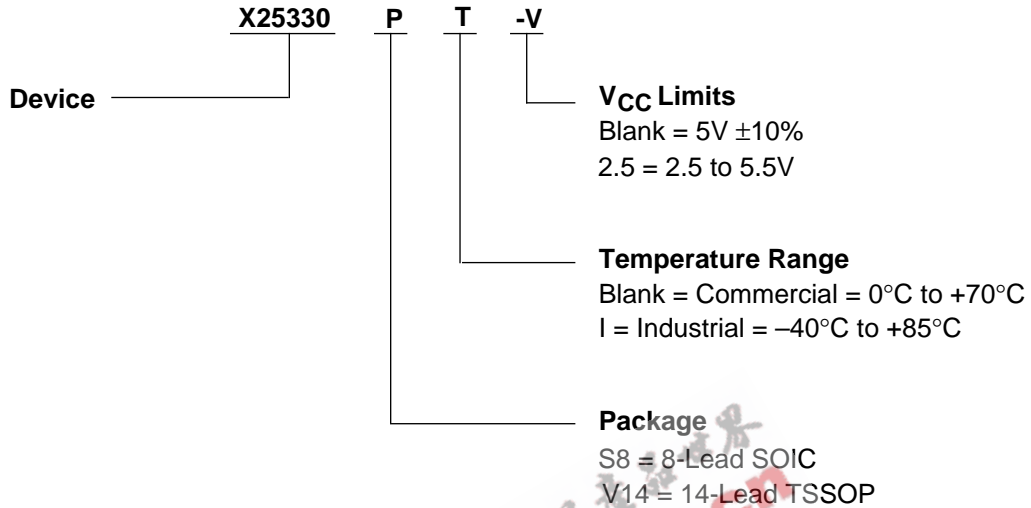 X25330 P T -V
Device
VCC Limits
Blank = 5V ±10%
2.5 = 2.5 to 5.5V
Temperature Range
Blank = Commercial = 0°C to +70°C
I = Industrial = –40°C to +85°C
Package
S8 = 8-Lead SOIC
V14 = 14-Lead TSSOP